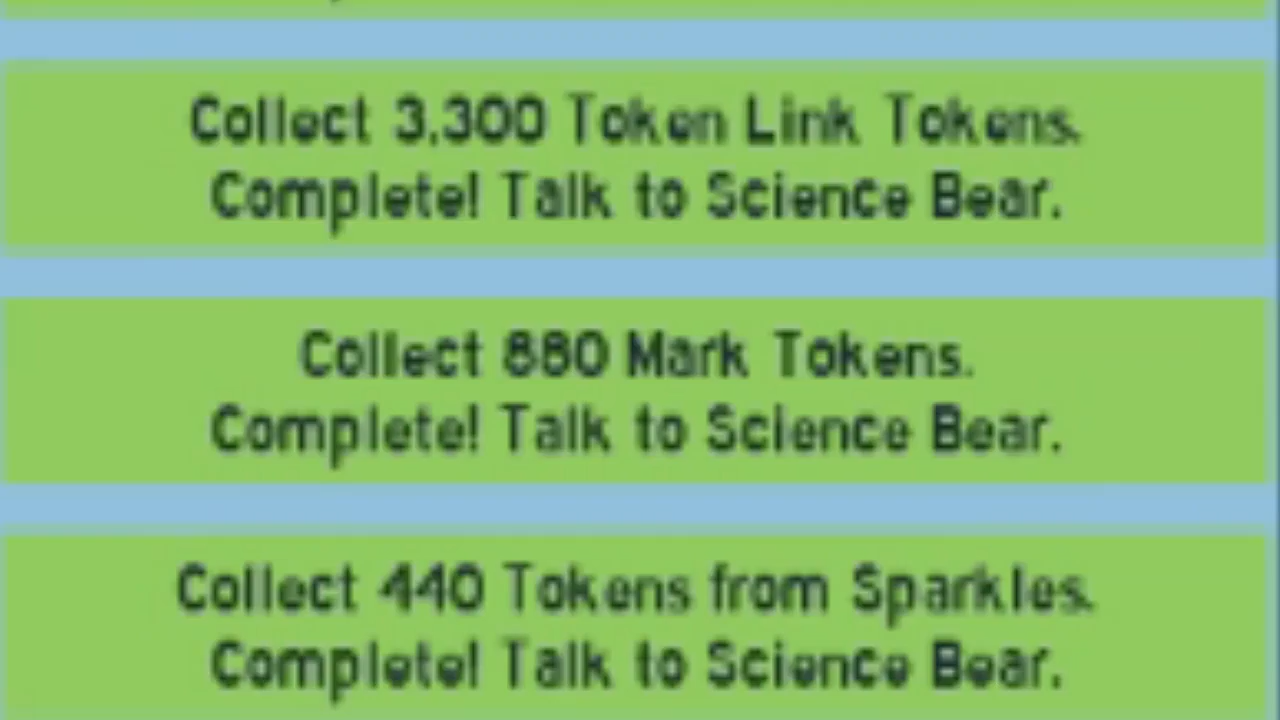 Collect 3,300 Token Link Tokens.
Complete! Talk to Science Bear.
Collect 880 Mark Tokens.
Complete! Talk to Science Bear.
Collect 440 Tokens from Sparkles.
Complete! Talk to Science Bear.